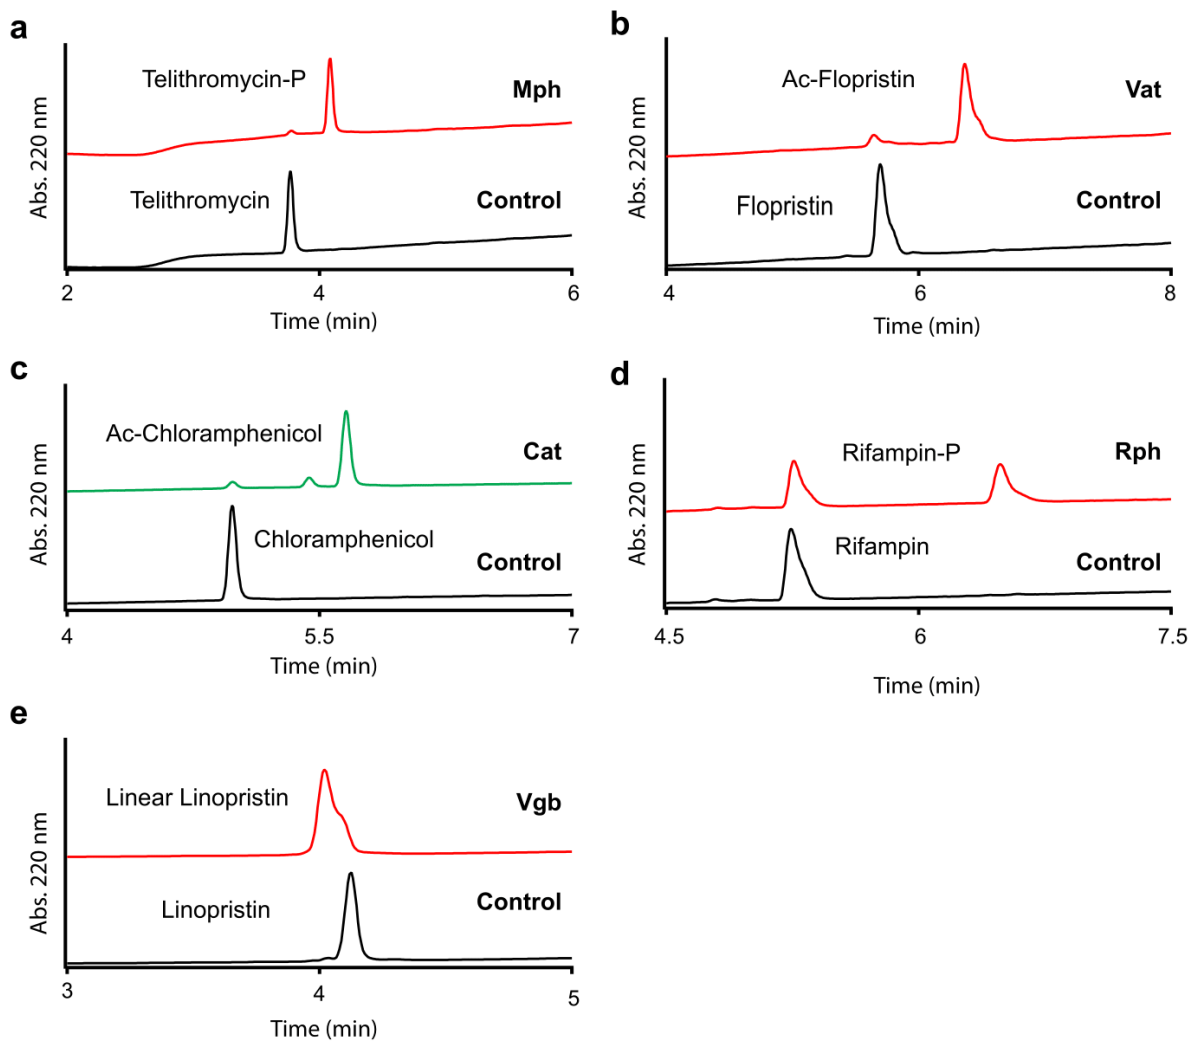 a
Telithromycin-P
Mph
Telithromycin
Control
Abs. 220 nm
2
4
6
Time (min)
b
Ac-Flopristin
Vat
Flopristin
Control
Abs. 220 nm
4
6
8
Time (min)
c
Ac-Chloramphenicol
Cat
Chloramphenicol
Control
Abs. 220 nm
4
5.5
7
Time (min)
d
Rifampin-P
Rph
Rifampin
Control
Abs. 220 nm
4.5
6
7.5
Time (min)
e
Linear Linopristin
Vgb
Linopristin
Control
Abs. 220 nm
3
4
5
Time (min)